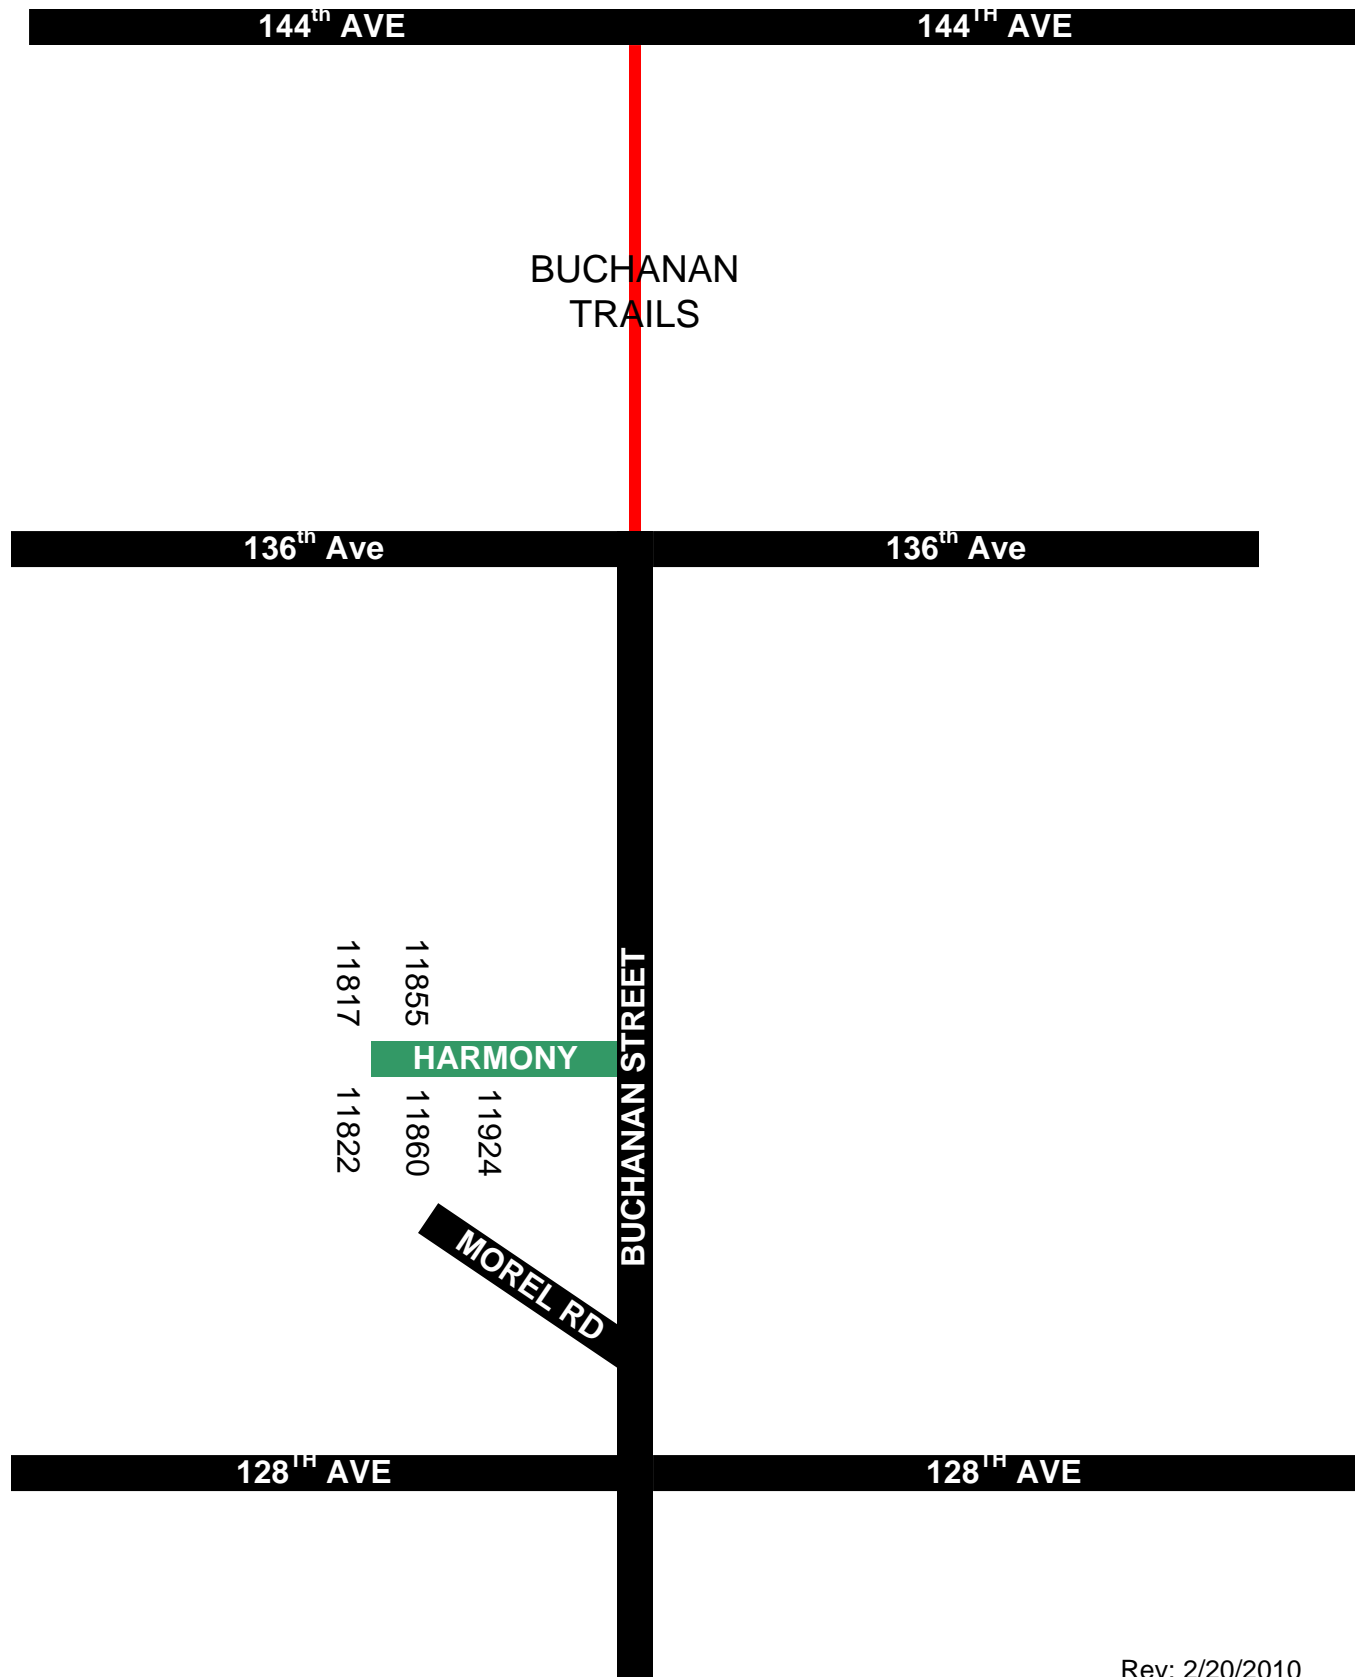 144th AVE
144TH AVE
BUCHANAN
TRAILS
136th Ave
136th Ave
11817
11855
BUCHANAN STREET
HARMONY
11822
11860
11924
MOREL RD
128TH AVE
128TH AVE
Rev: 2/20/2010